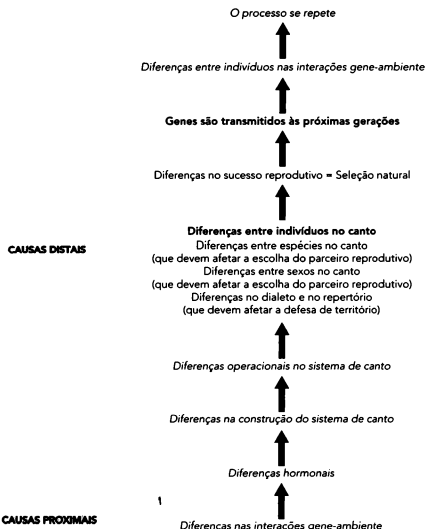 O processo se repete
Diferenças entre indivíduos nas interações gene-ambiente
Genes são transmitidos às próximas gerações
Diferenças no sucesso reprodutivo = Seleção natural
Diferenças entre indivíduos no canto
CAUSAS DISTAIS
Diferenças entre espécies no canto
(que devem afetar a escolha do parceiro reprodutivo)
Diferenças entre sexos no canto
(que devem afetar a escolha do parceiro reprodutivo)
Diferenças no dialeto e no repertório
(que devem afetar a defesa de território)
Diferenças operacionais no sistema de canto
Diferenças na construção do sistema de canto
Diferenças hormonais
CAUSAS PROXIMAIS
Diferenças nas interações gene-ambiente